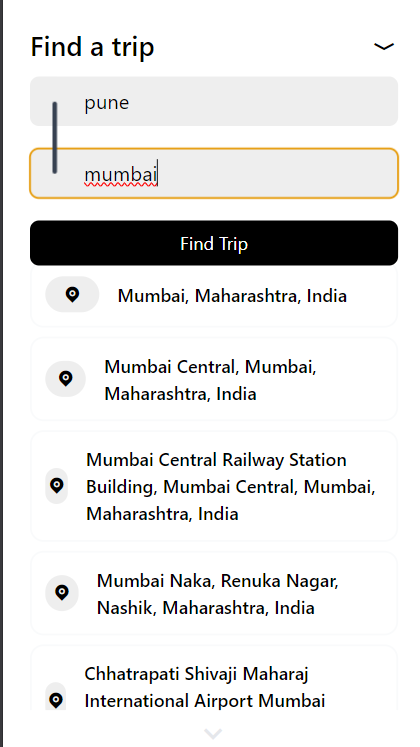 Find a trip
pune
mumbai
Find Trip
Mumbai, Maharashtra, India
Mumbai Central, Mumbai,
Maharashtra, India
Mumbai Central Railway Station
Building, Mumbai Central, Mumbai,
Maharashtra, India
Mumbai Naka, Renuka Nagar,
Nashik, Maharashtra, India
Chhatrapati Shivaji Maharaj
International Airport Mumbai